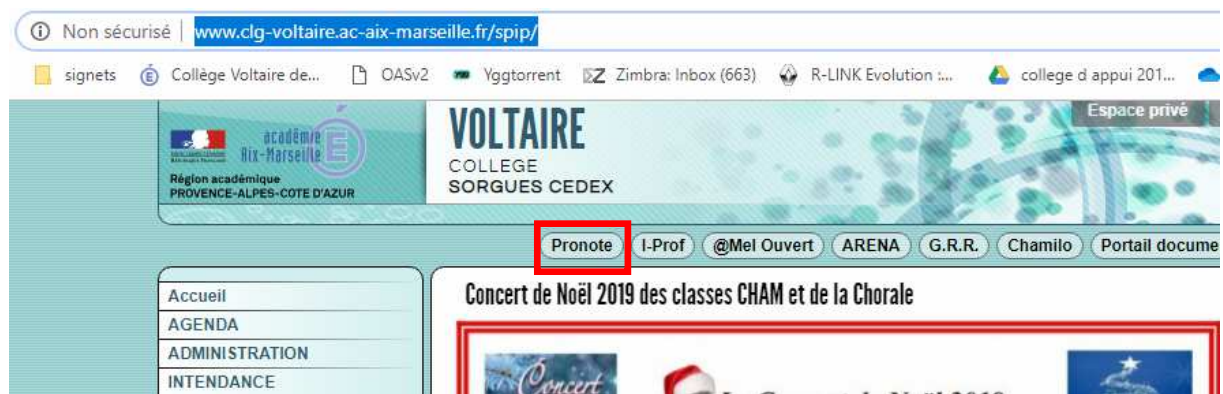 Non sécurisé | www.clg-voltaire.ac-aix-marseille.fr/spip/
signets Collège Voltaire de... OASv2 Yggtorrent Zimbra: Inbox (663) R-LINK Evolution :... college d appui 201...
académie
Aix-Marseille
Région académique
PROVENCE-ALPES-COTE D'AZUR
VOLTAIRE
COLLEGE
SORGUES CEDEX
Espace privé
Pronote I-Prof @Mel Ouvert ARENA G.R.R. Chamilo Portail docume
Accueil
AGENDA
ADMINISTRATION
INTENDANCE
Concert de Noël 2019 des classes CHAM et de la Chorale
Concert